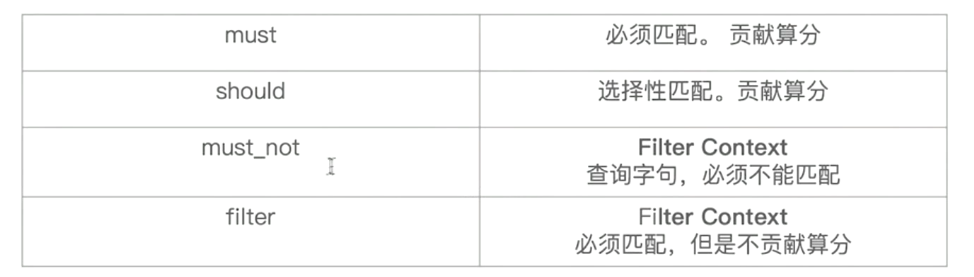 must
必须匹配。 贡献算分
should
选择性匹配。贡献算分
must_not
Filter Context
查询字句，必须不能匹配
filter
Filter Context
必须匹配，但是不贡献算分